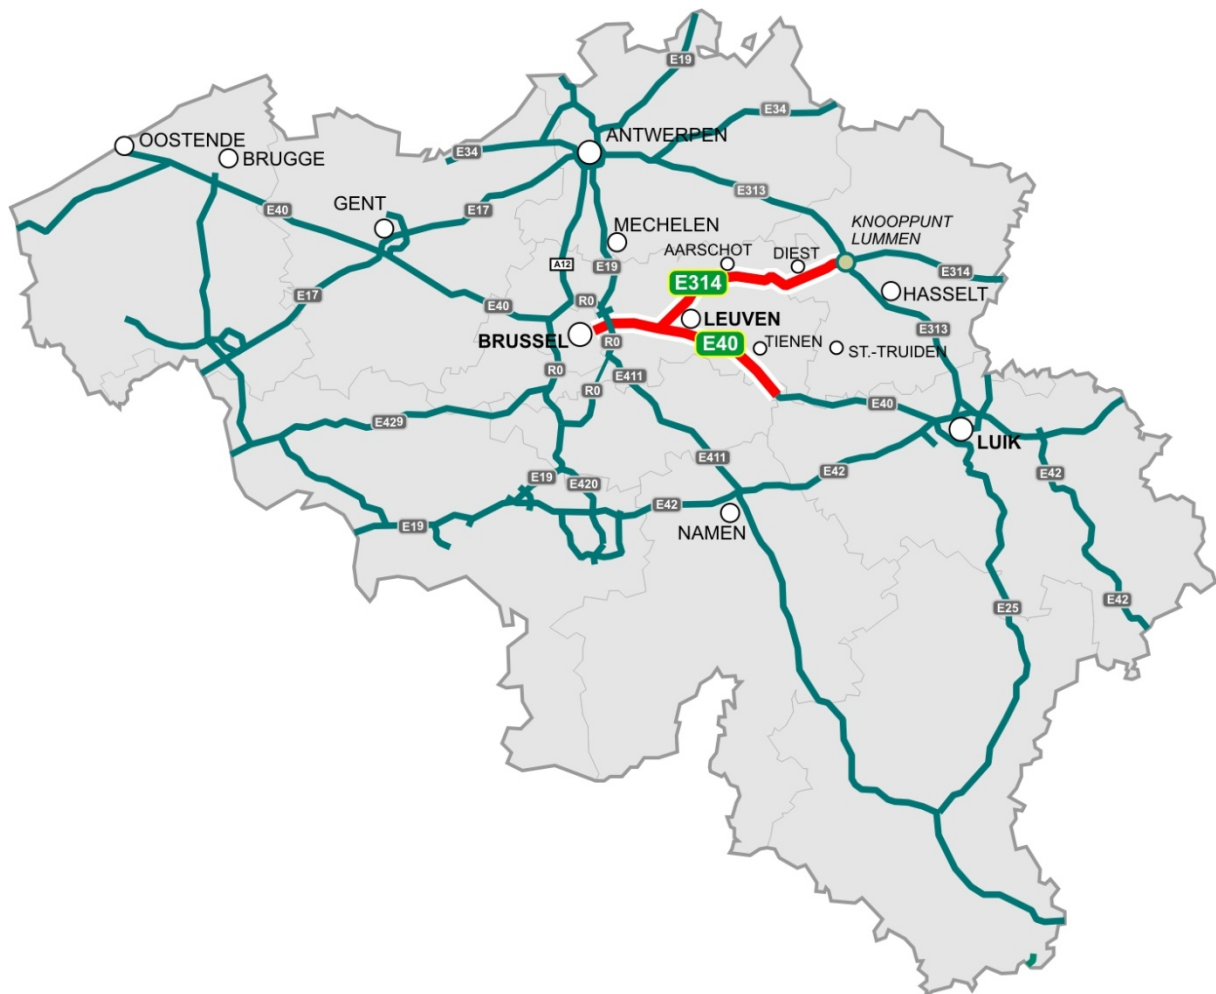 E19
E34
ANTWERPEN
OOSTENDE
BRUGGE
E34
E313
GENT
E40
E17
MECHELEN
KNOOPPUNT
LUMMEN
AARSCHOT
DIEST
A12
E19
E314
E314
E17
E40
R0
HASSELT
LEUVEN
E313
BRUSSEL
R0
E40
TIENEN
ST.-TRUIDEN
R0
E411
R0
E40
E429
LUIK
E411
E42
E42
E19
E420
E42
E19
NAMEN
E25
E42